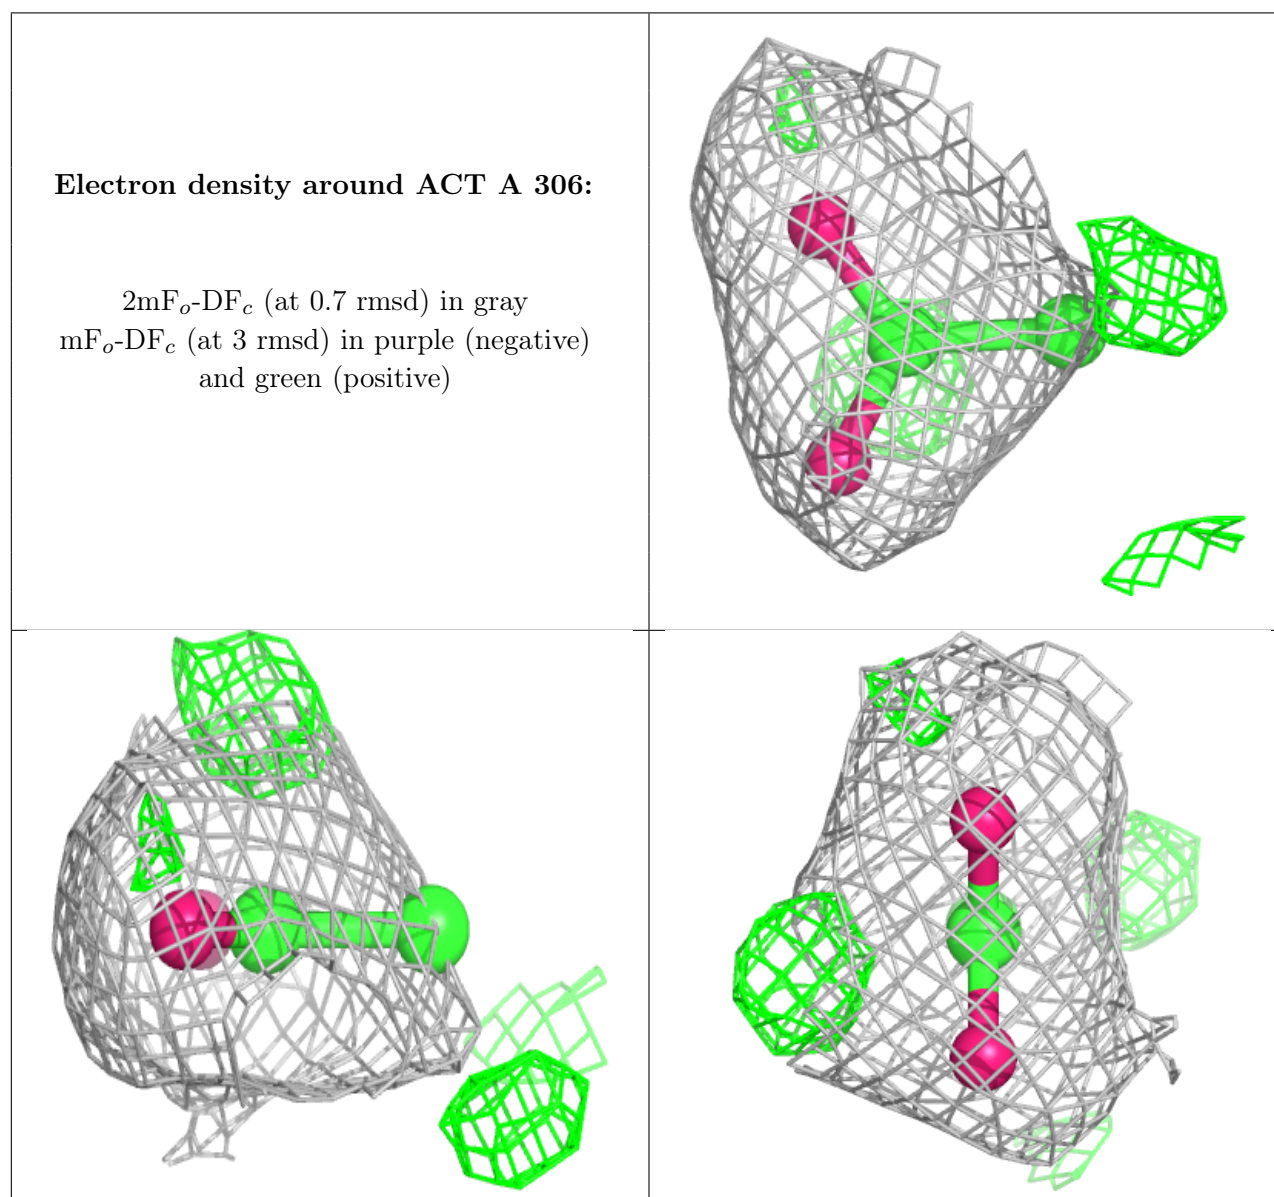 Electron density around ACT A 306:
2mFo-DFc (at 0.7 rmsd) in gray
mFo-DFc (at 3 rmsd) in purple (negative)
and green (positive)